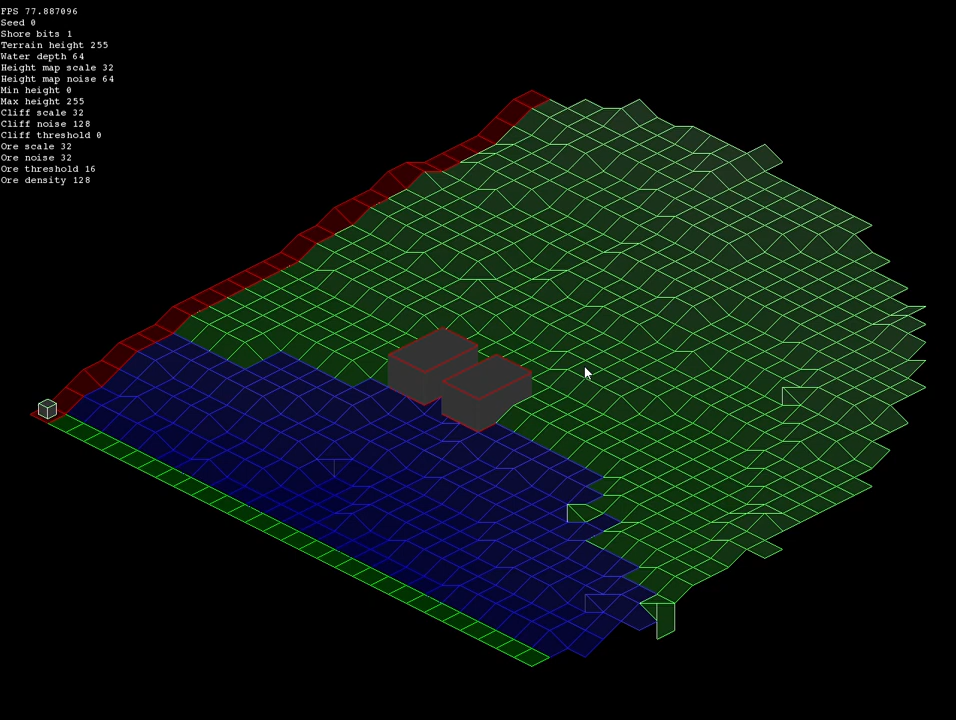 FPS 77.887096
Seed 0
Shore bits 1
Terrain height 255
Water depth 64
Height map scale 32
Height map noise 64
Min height 0
Max height 255
Cliff scale 32
Cliff noise 128
Cliff threshold 0
Ore scale 32
Ore noise 32
Ore threshold 16
Ore density 128